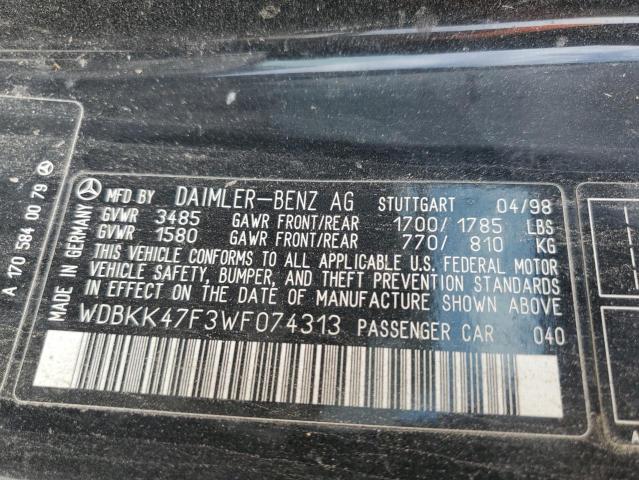 A 170 584 00 79
MADE IN GERMANY
MFD BY DAIMLER-BENZ AG STUTTGART 04/98
GVWR 3485 GAWR FRONT/REAR 1700/1785 LBS
GVWR 1580 GAWR FRONT/REAR 770/ 810 KG
THIS VEHICLE CONFORMS TO ALL APPLICABLE U.S. FEDERAL MOTOR
VEHICLE SAFETY, BUMPER, AND THEFT PREVENTION STANDARDS
IN EFFECT ON THE DATE OF MANUFACTURE SHOWN ABOVE
WDBKK47F3WF074313 PASSENGER CAR 040